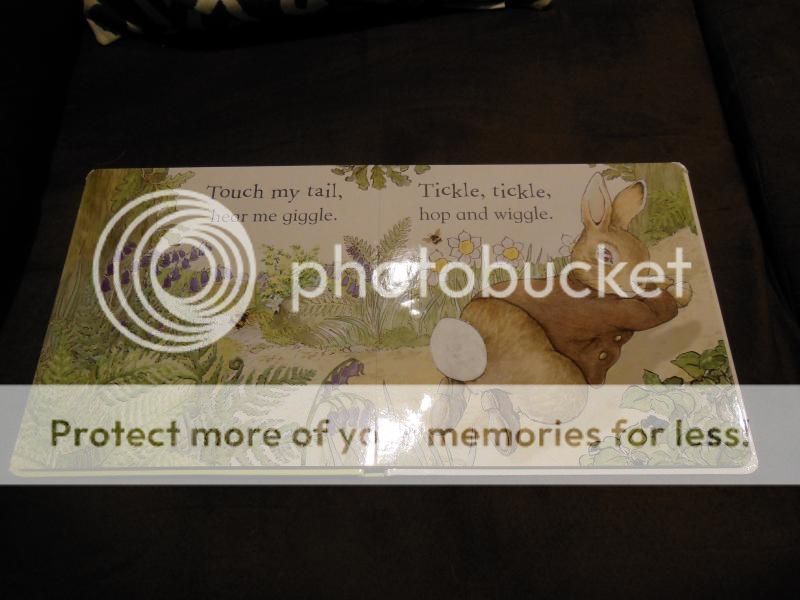 Touch my tail,
hear me giggle.
Tickle, tickle,
hop and wiggle.
photobucket
Protect more of your memories for less!